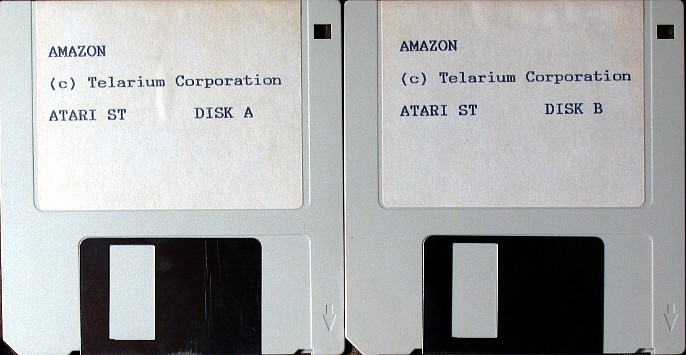 AMAZON
(c) Telarium Corporation
ATARI ST DISK A
AMAZON
(c) Telarium Corporation
ATARI ST DISK B